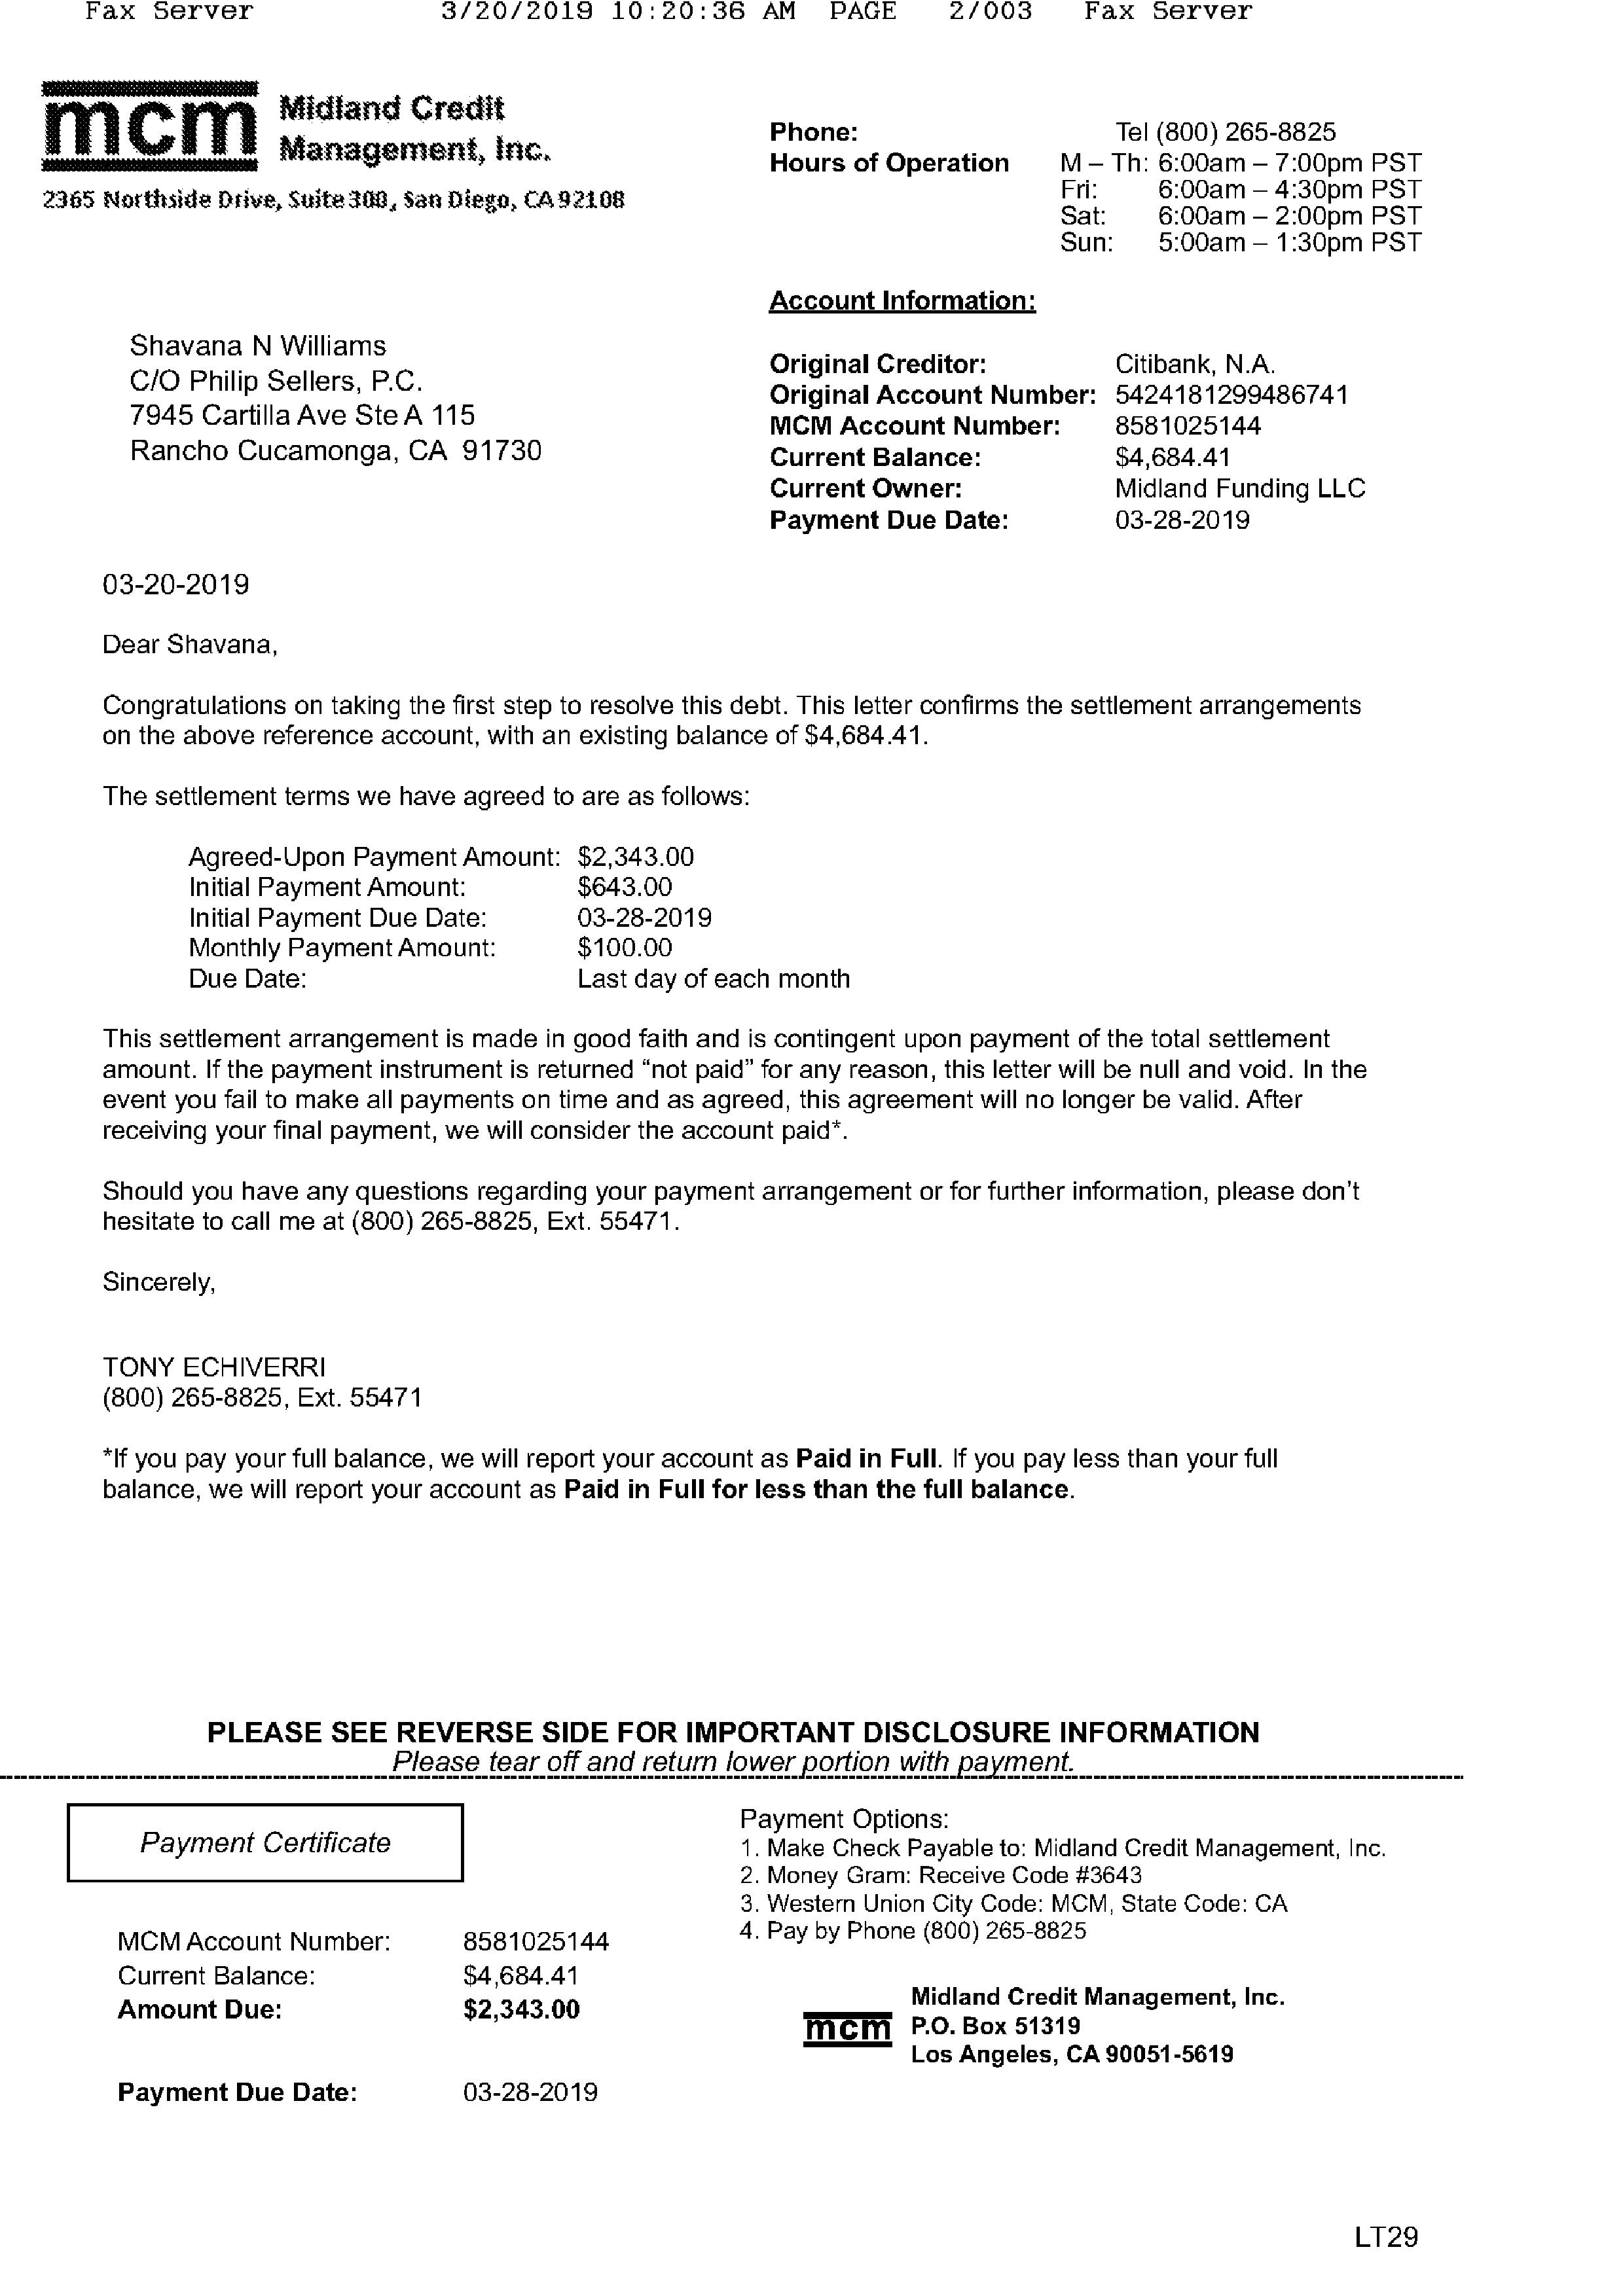 Fax Server 3/20/2019 10:20:36 AM PAGE 2/003 Fax Server
mcm Midland Credit
Management, Inc.
2365 Northside Drive, Suite 300, San Diego, CA 92108
Phone: Tel (800) 265-8825
Hours of Operation M – Th: 6:00am – 7:00pm PST
Fri: 6:00am – 4:30pm PST
Sat: 6:00am – 2:00pm PST
Sun: 5:00am – 1:30pm PST
Account Information:
Shavana N Williams
C/O Philip Sellers, P.C.
7945 Cartilla Ave Ste A 115
Rancho Cucamonga, CA 91730
Original Creditor: Citibank, N.A.
Original Account Number: 5424181299486741
MCM Account Number: 8581025144
Current Balance: $4,684.41
Current Owner: Midland Funding LLC
Payment Due Date: 03-28-2019
03-20-2019
Dear Shavana,
Congratulations on taking the first step to resolve this debt. This letter confirms the settlement arrangements
on the above reference account, with an existing balance of $4,684.41.
The settlement terms we have agreed to are as follows:
Agreed-Upon Payment Amount: $2,343.00
Initial Payment Amount: $643.00
Initial Payment Due Date: 03-28-2019
Monthly Payment Amount: $100.00
Due Date: Last day of each month
This settlement arrangement is made in good faith and is contingent upon payment of the total settlement
amount. If the payment instrument is returned “not paid” for any reason, this letter will be null and void. In the
event you fail to make all payments on time and as agreed, this agreement will no longer be valid. After
receiving your final payment, we will consider the account paid*.
Should you have any questions regarding your payment arrangement or for further information, please don’t
hesitate to call me at (800) 265-8825, Ext. 55471.
Sincerely,
TONY ECHIVERRI
(800) 265-8825, Ext. 55471
*If you pay your full balance, we will report your account as Paid in Full. If you pay less than your full
balance, we will report your account as Paid in Full for less than the full balance.
PLEASE SEE REVERSE SIDE FOR IMPORTANT DISCLOSURE INFORMATION
Please tear off and return lower portion with payment.
Payment Certificate
MCM Account Number: 8581025144
Current Balance: $4,684.41
Amount Due: $2,343.00
Payment Due Date: 03-28-2019
Payment Options:
1. Make Check Payable to: Midland Credit Management, Inc.
2. Money Gram: Receive Code #3643
3. Western Union City Code: MCM, State Code: CA
4. Pay by Phone (800) 265-8825
Midland Credit Management, Inc.
mcm P.O. Box 51319
Los Angeles, CA 90051-5619
LT29